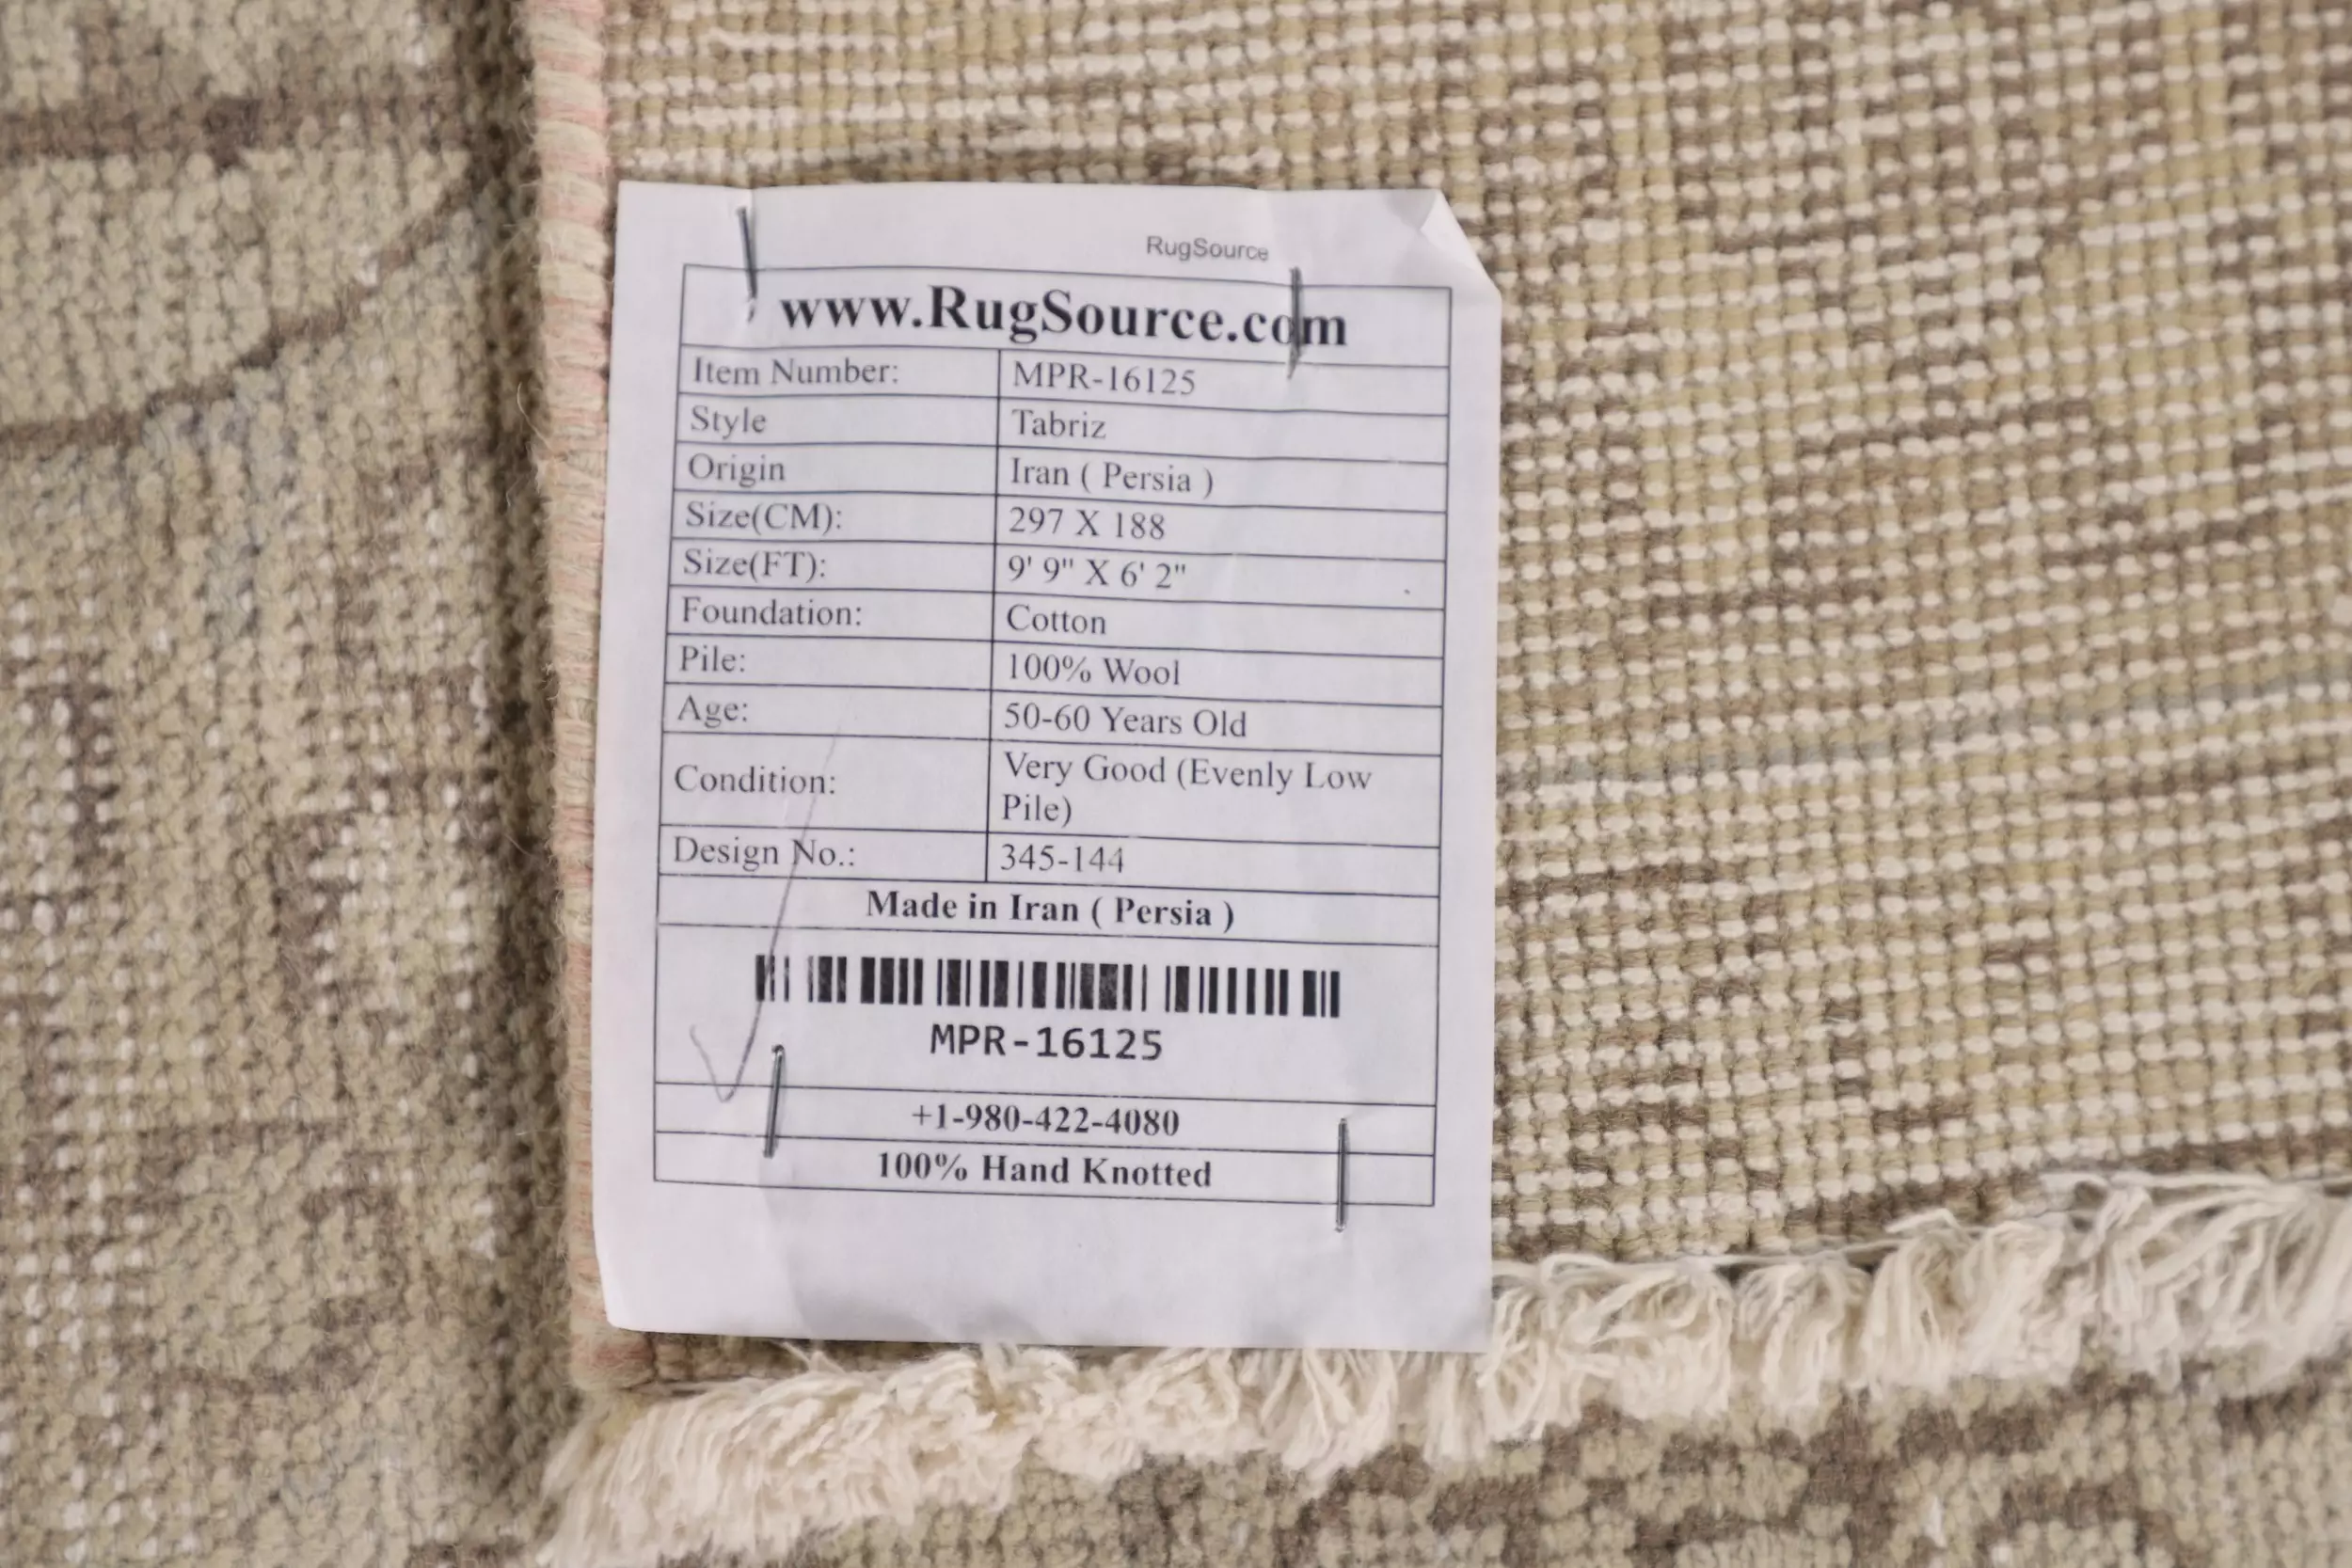 RugSource
www.RugSource.com
Item Number: MPR-16125
Style Tabriz
Origin Iran ( Persia )
Size(CM): 297 X 188
Size(FT): 9' 9" X 6' 2"
Foundation: Cotton
Pile: 100% Wool
Age: 50-60 Years Old
Condition: Very Good (Evenly Low
Pile)
Design No.: 345-144
Made in Iran ( Persia )
MPR-16125
+1-980-422-4080
100% Hand Knotted